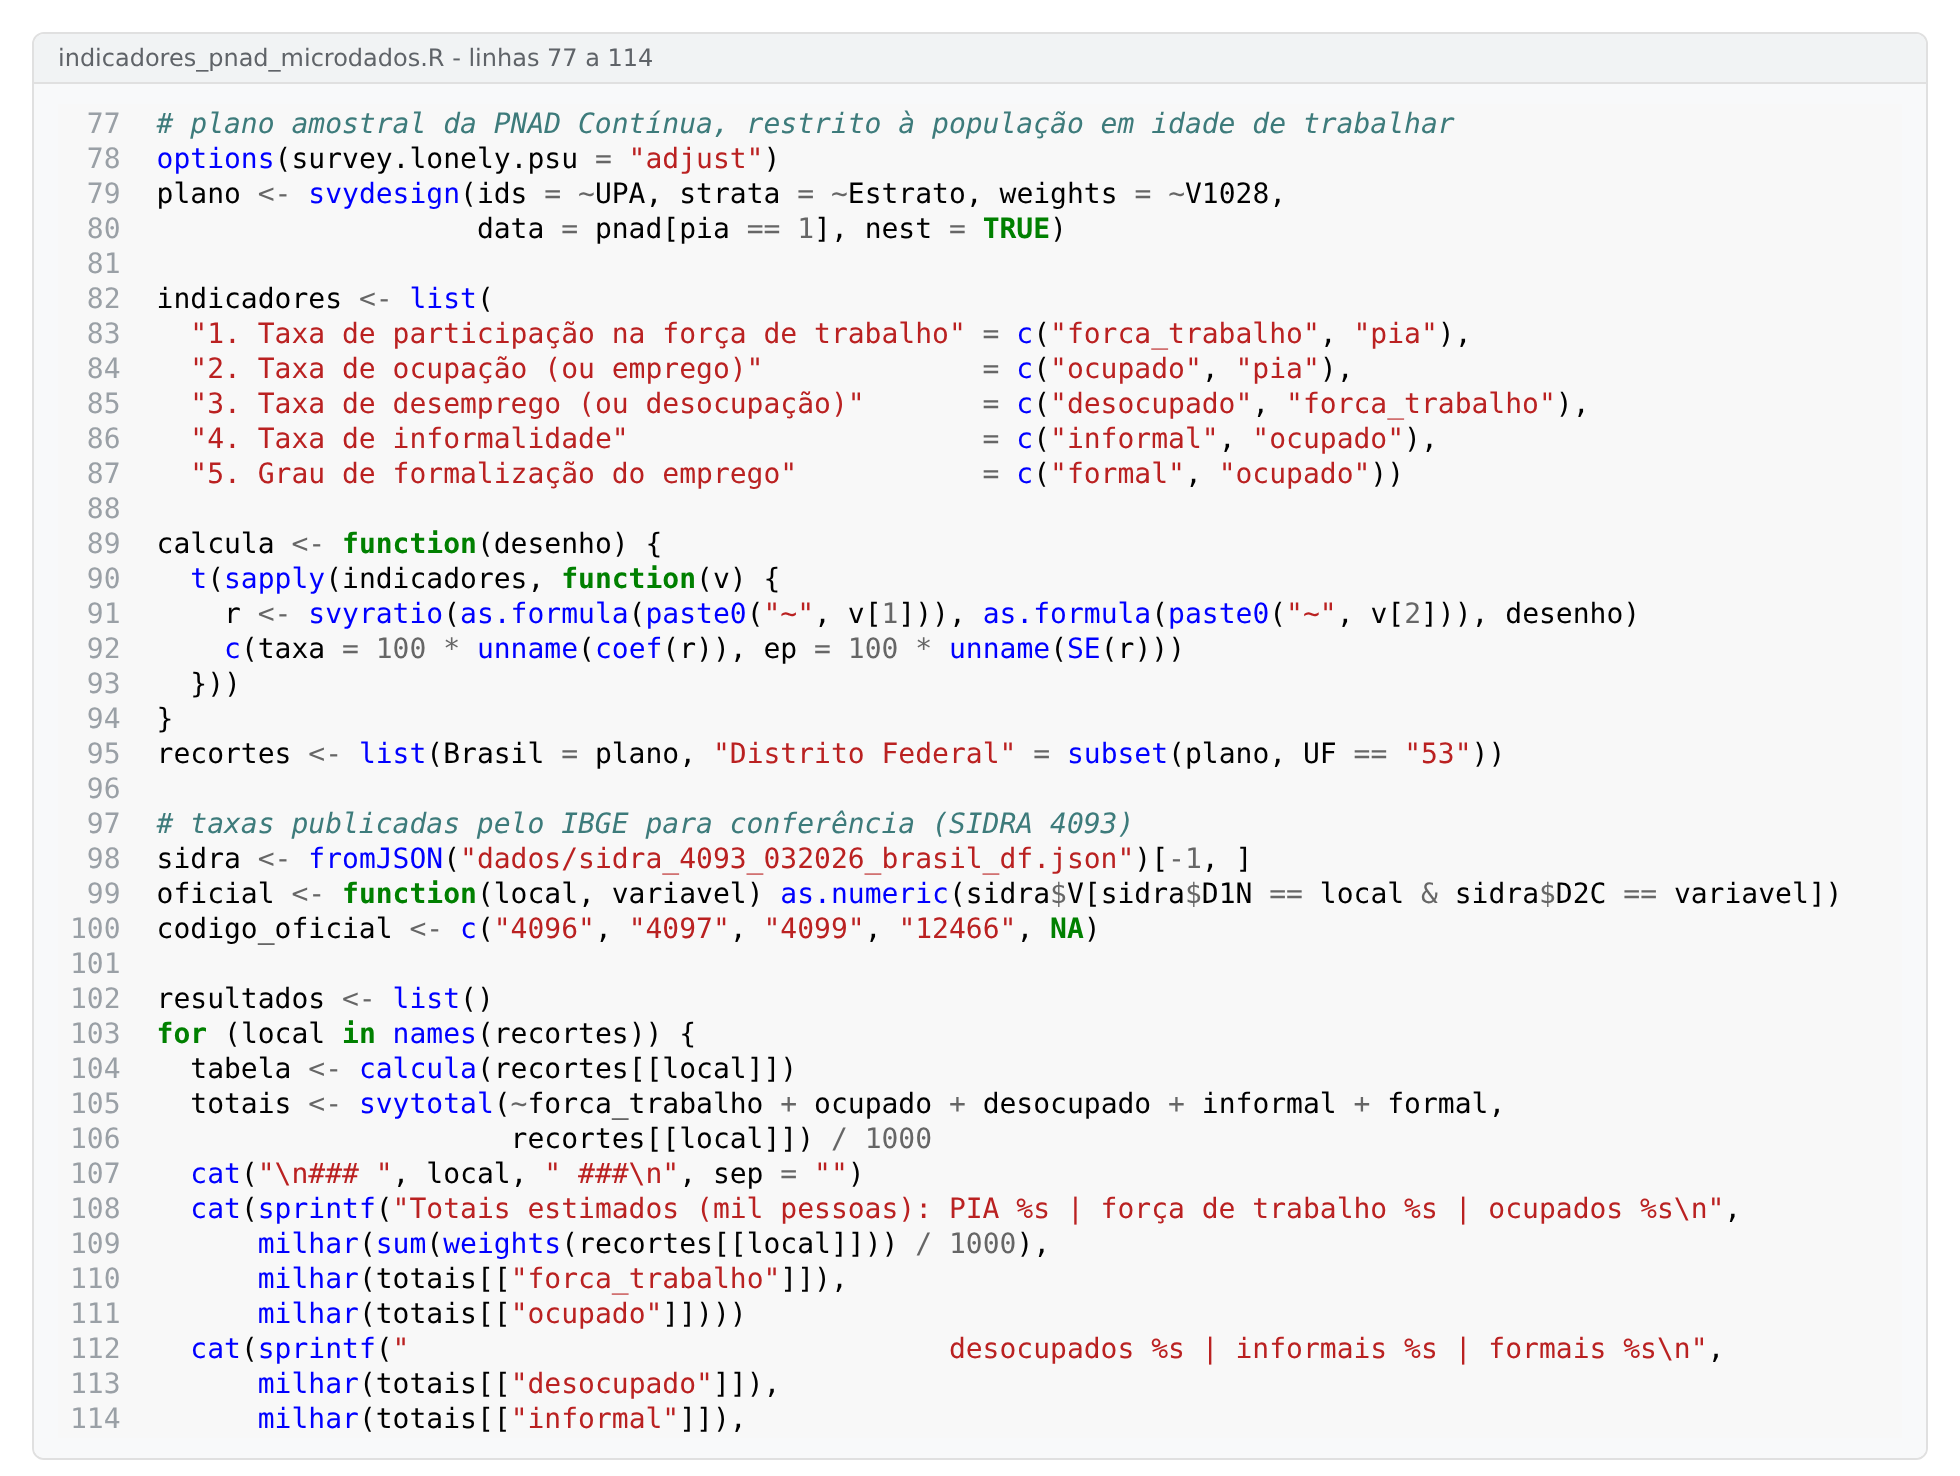 indicadores_pnad_microdados.R - linhas 77 a 114
77 # plano amostral da PNAD Contínua, restrito à população em idade de trabalhar
78 options(survey.lonely.psu = "adjust")
79 plano <- svydesign(ids = ~UPA, strata = ~Estrato, weights = ~V1028,
80                    data = pnad[pia == 1], nest = TRUE)
81
82 indicadores <- list(
83   "1. Taxa de participação na força de trabalho" = c("forca_trabalho", "pia"),
84   "2. Taxa de ocupação (ou emprego)"             = c("ocupado", "pia"),
85   "3. Taxa de desemprego (ou desocupação)"       = c("desocupado", "forca_trabalho"),
86   "4. Taxa de informalidade"                     = c("informal", "ocupado"),
87   "5. Grau de formalização do emprego"           = c("formal", "ocupado"))
88
89 calcula <- function(desenho) {
90   t(sapply(indicadores, function(v) {
91     r <- svyratio(as.formula(paste0("~", v[1])), as.formula(paste0("~", v[2])), desenho)
92     c(taxa = 100 * unname(coef(r)), ep = 100 * unname(SE(r)))
93   }))
94 }
95 recortes <- list(Brasil = plano, "Distrito Federal" = subset(plano, UF == "53"))
96
97 # taxas publicadas pelo IBGE para conferência (SIDRA 4093)
98 sidra <- fromJSON("dados/sidra_4093_032026_brasil_df.json")[-1, ]
99 oficial <- function(local, variavel) as.numeric(sidra$V[sidra$D1N == local & sidra$D2C == variavel])
100 codigo_oficial <- c("4096", "4097", "4099", "12466", NA)
101
102 resultados <- list()
103 for (local in names(recortes)) {
104   tabela <- calcula(recortes[[local]])
105   totais <- svytotal(~forca_trabalho + ocupado + desocupado + informal + formal,
106                      recortes[[local]]) / 1000
107   cat("\n### ", local, " ###\n", sep = "")
108   cat(sprintf("Totais estimados (mil pessoas): PIA %s | força de trabalho %s | ocupados %s\n",
109       milhar(sum(weights(recortes[[local]])) / 1000),
110       milhar(totais[["forca_trabalho"]]),
111       milhar(totais[["ocupado"]])))
112   cat(sprintf("                                desocupados %s | informais %s | formais %s\n",
113       milhar(totais[["desocupado"]]),
114       milhar(totais[["informal"]]),